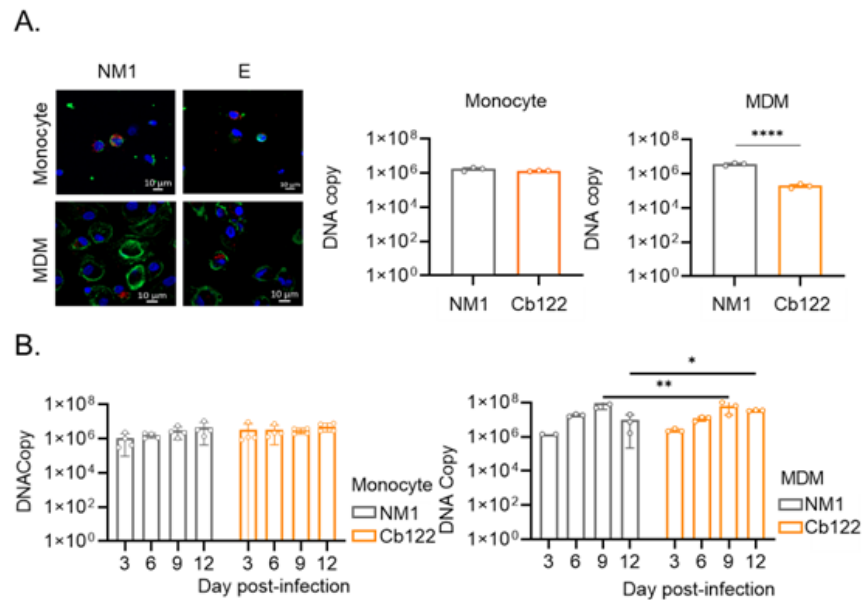 A.
NM1 E
Monocyte
MDM
10 µm
10 µm
10 µm
10 µm
Monocyte
DNA copy
1×10⁸
1×10⁶
1×10⁴
1×10²
1×10⁰
NM1 Cb122
MDM
****
DNA copy
1×10⁸
1×10⁶
1×10⁴
1×10²
1×10⁰
NM1 Cb122
B.
DNACopy
1×10⁸
1×10⁶
1×10⁴
1×10²
1×10⁰
3 6 9 12 3 6 9 12
Day post-infection
Monocyte
NM1
Cb122
*
**
DNA Copy
1×10⁸
1×10⁶
1×10⁴
1×10²
1×10⁰
3 6 9 12 3 6 9 12
Day post-infection
MDM
NM1
Cb122